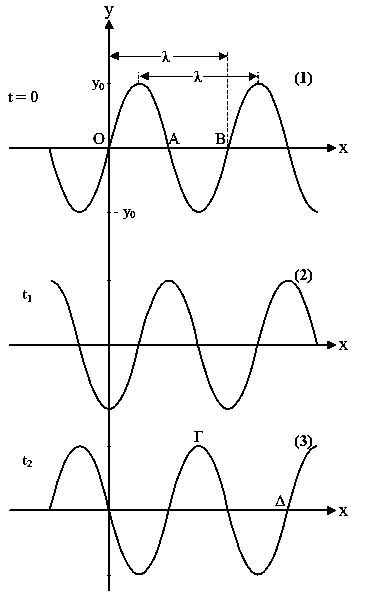 y
λ
λ
(1)
t = 0
y₀
O
A
B
x
- y₀
(2)
t₁
x
Γ
(3)
t₂
Δ
x